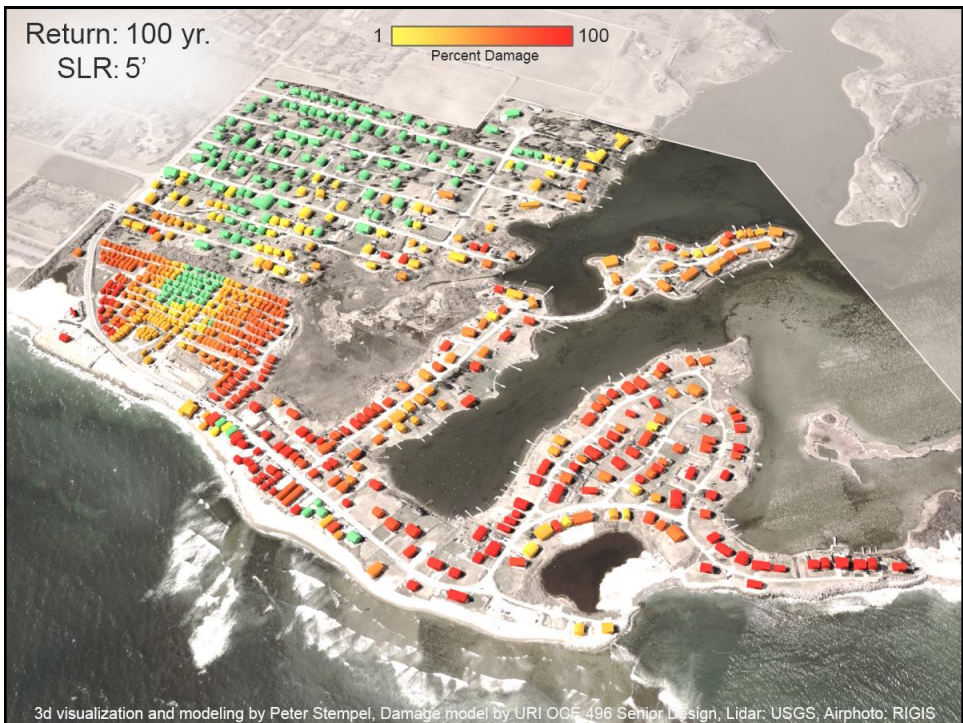 Return: 100 yr.
SLR: 5’
1 100
Percent Damage
3d visualization and modeling by Peter Stempel, Damage model by URI OCE 496 Senior Design, Lidar: USGS, Airphoto: RIGIS